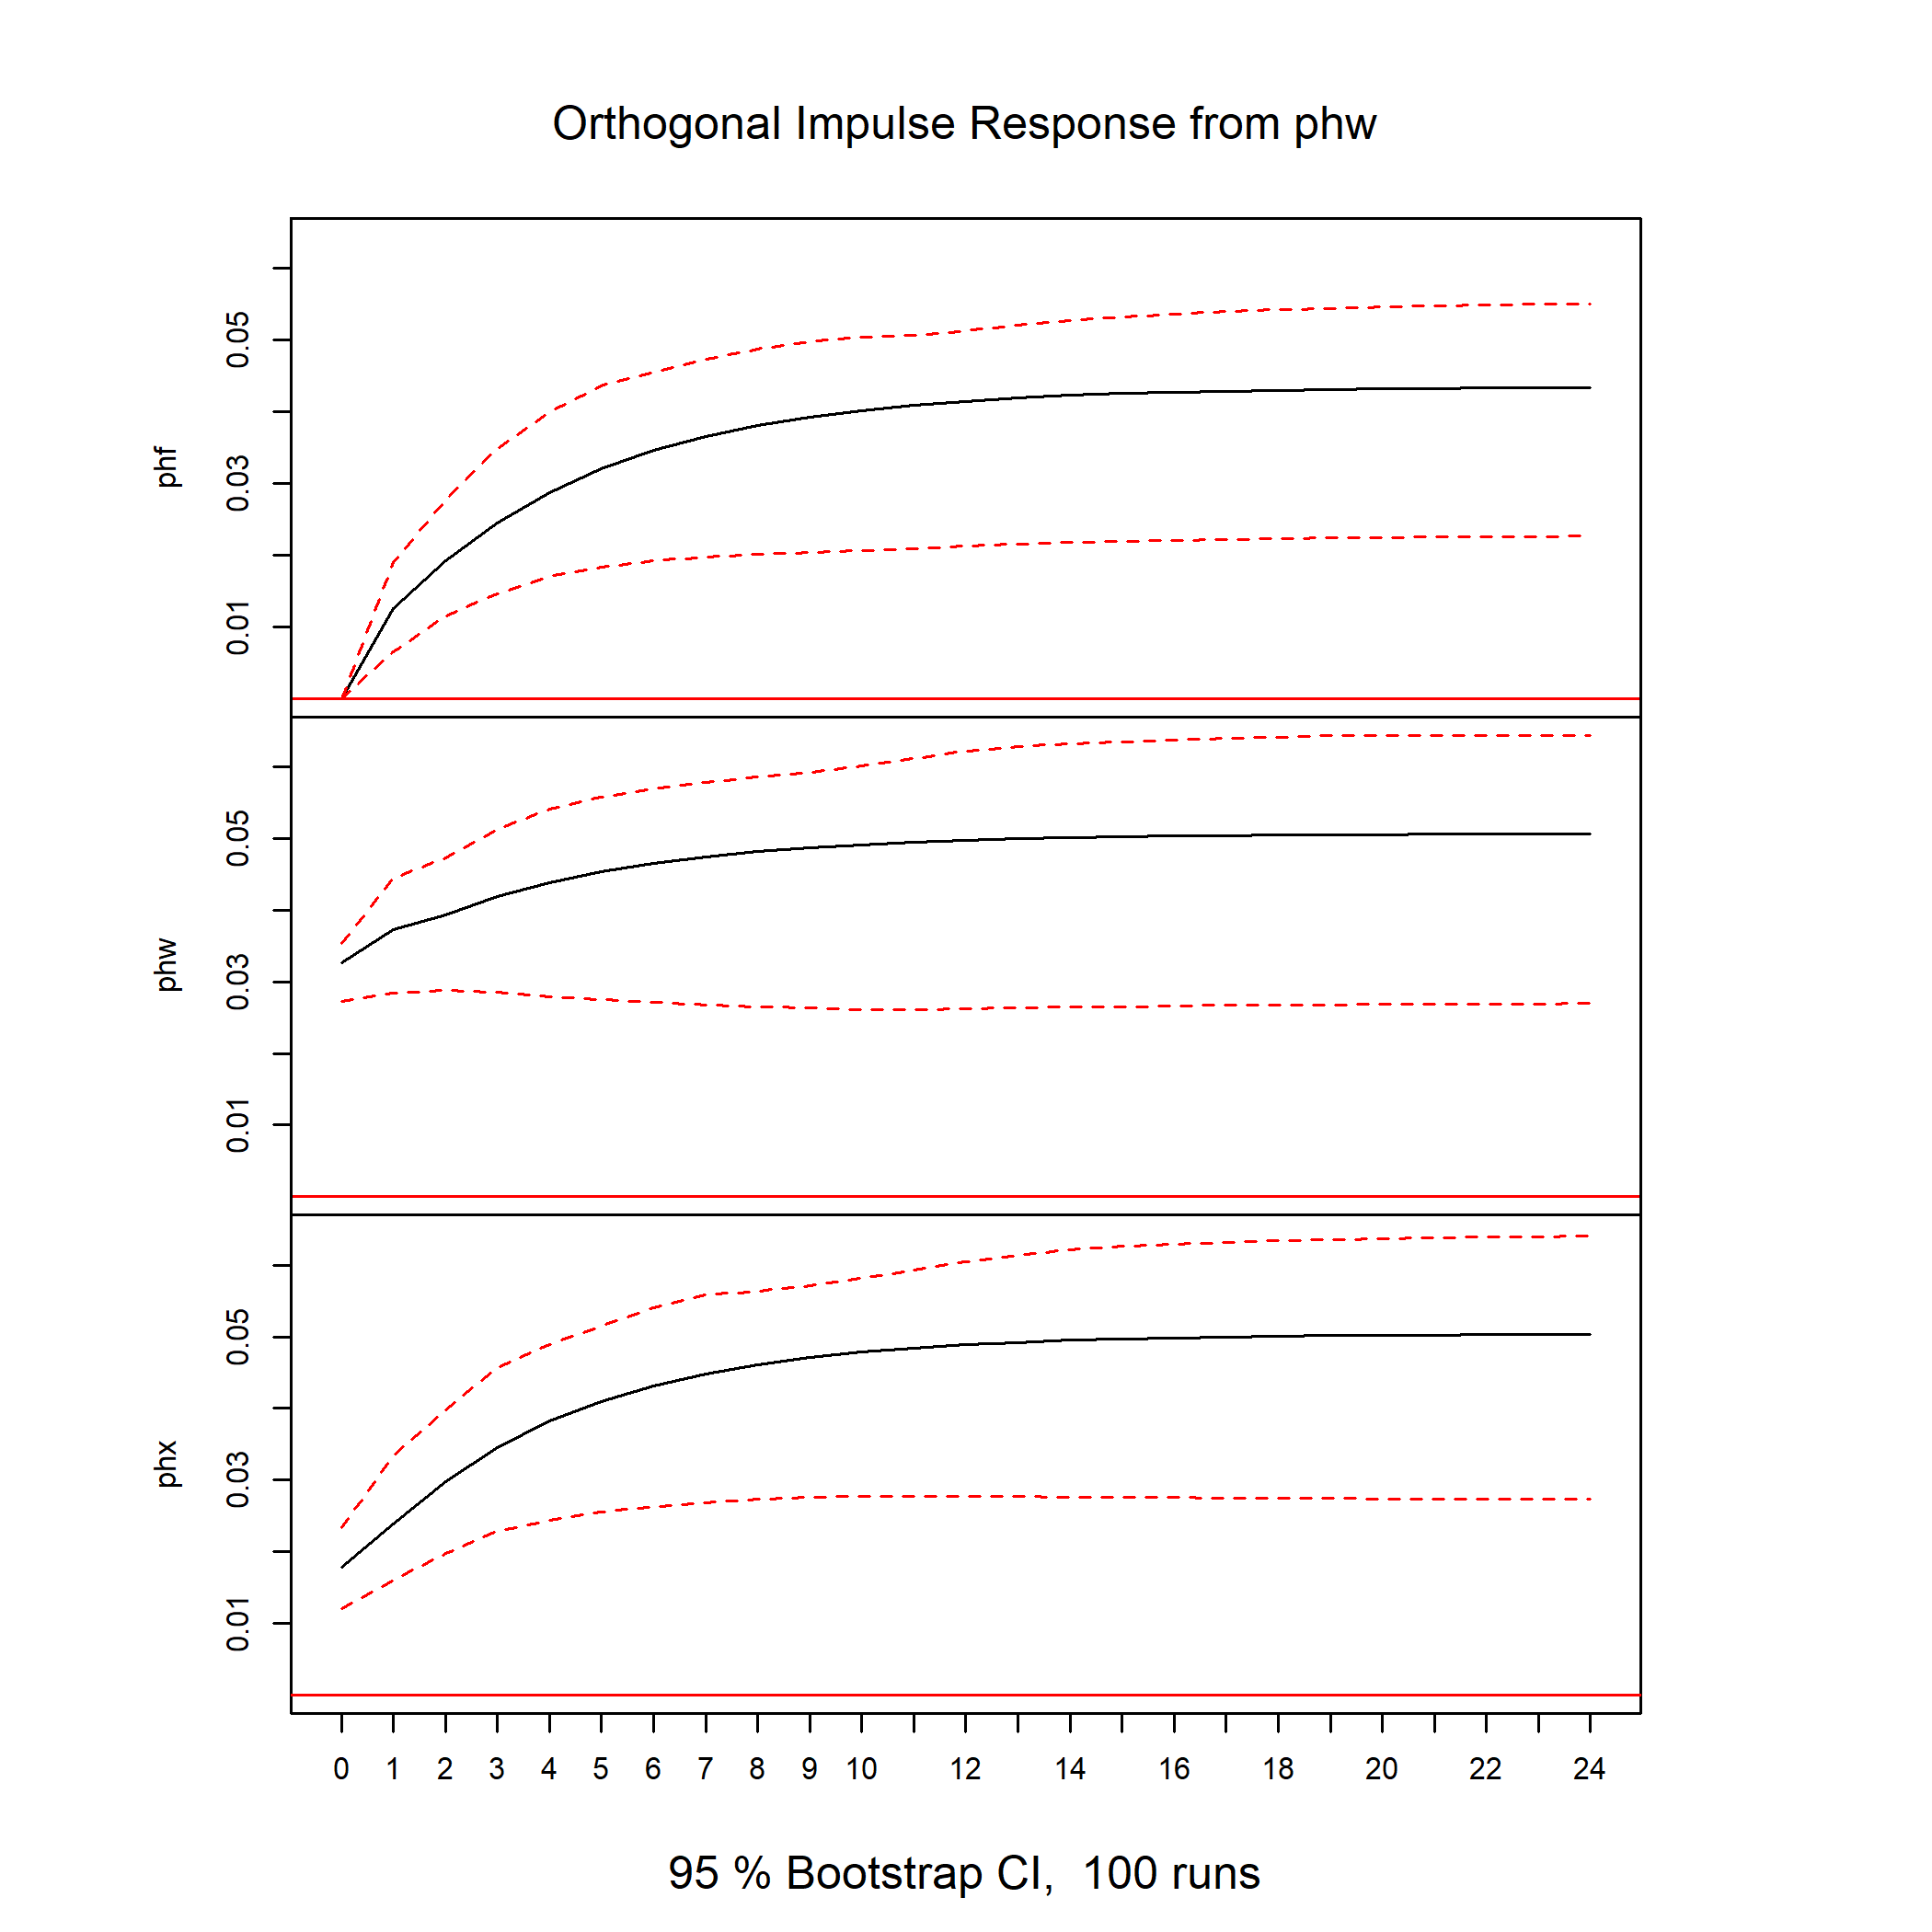 Orthogonal Impulse Response from phw
phf
0.01 0.03 0.05
phw
0.01 0.03 0.05
phx
0.01 0.03 0.05
0 1 2 3 4 5 6 7 8 9 10 12 14 16 18 20 22 24
95 % Bootstrap CI,  100 runs